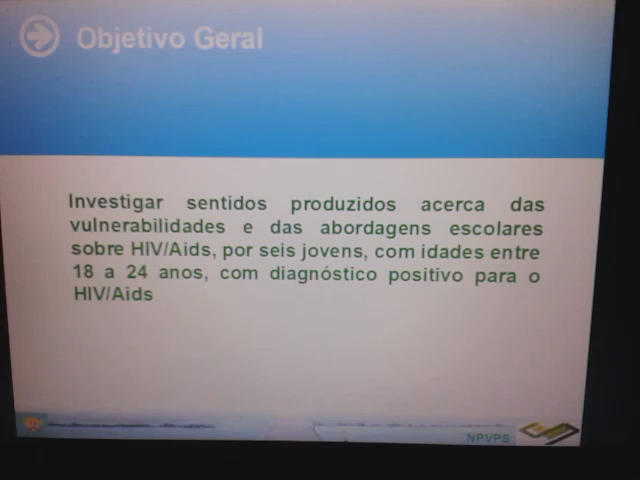 Objetivo Geral
Investigar sentidos produzidos acerca das
vulnerabilidades e das abordagens escolares
sobre HIV/Aids, por seis jovens, com idades entre
18 a 24 anos, com diagnóstico positivo para o
HIV/Aids
NPVPS